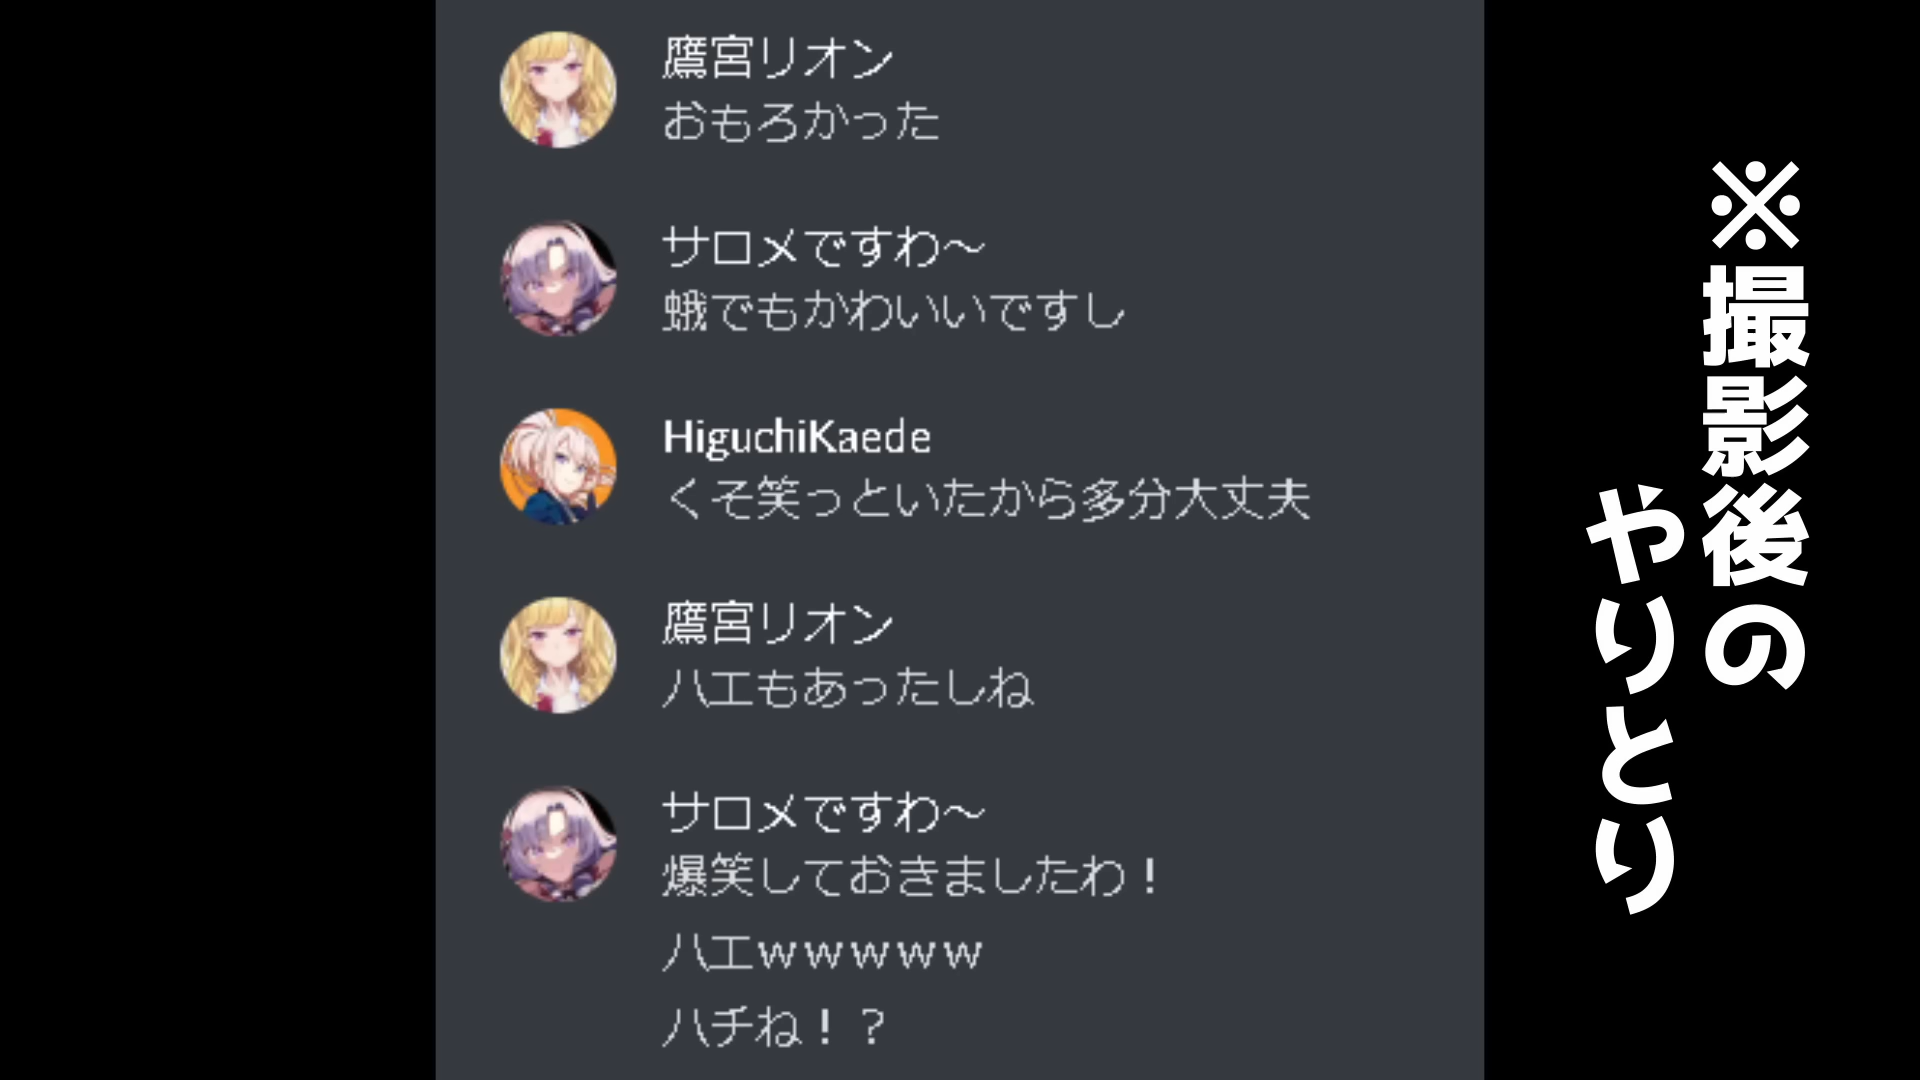 鷹宮リオン
おもろかった
サロメですわ～
蛾でもかわいいですし
HiguchiKaede
くそ笑っといたから多分大丈夫
鷹宮リオン
ハエもあったしね
サロメですわ～
爆笑しておきましたわ！
ハエｗｗｗｗｗ
ハチね！？
※撮影後の
やりとり